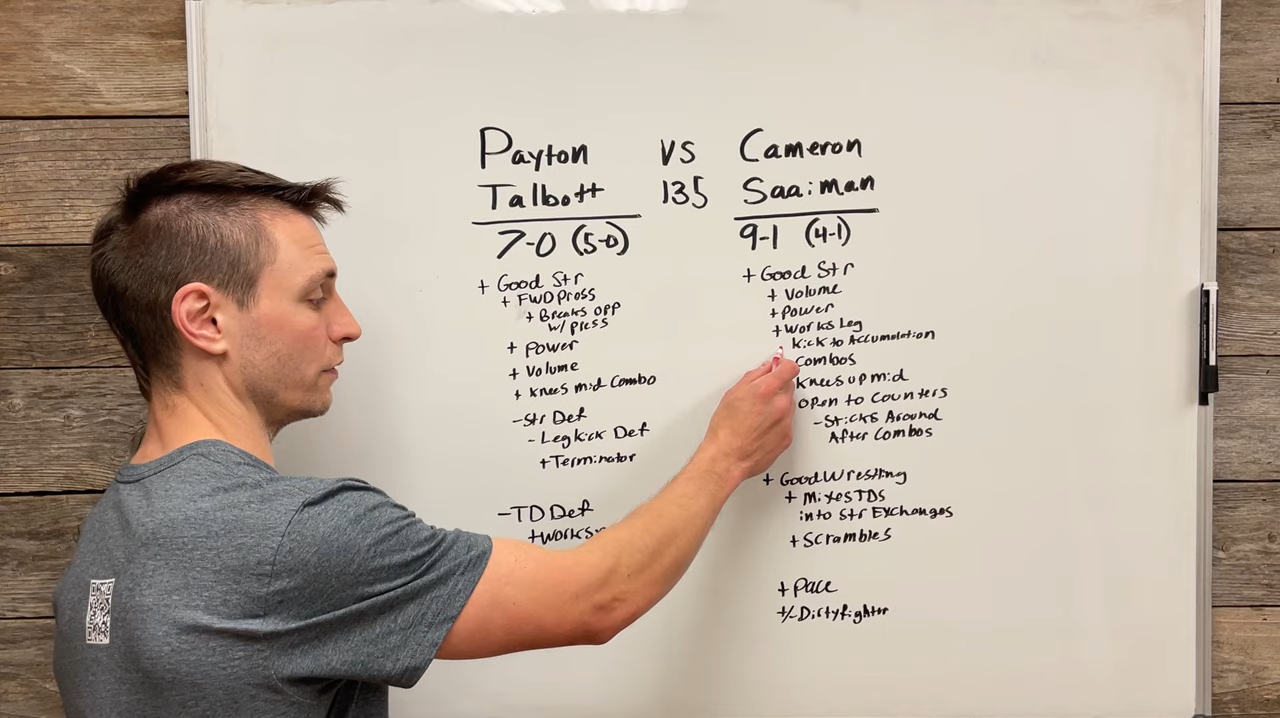 Payton vs Cameron
Talbott 135 Saaiman
7-0 (5-0)
+ Good Str
+ FWD Press
+ Breaks OPP
w/ Press
+ Power
+ Volume
+ Knees mid Combo
- Str Def
- Leg Kick Def
+ Terminator
- TD Def
+ Works
9-1 (4-1)
+ Good Str
+ Volume
+ Power
+ Works Leg
Kick to Accumulation
Combos
Knees up mid
Open to Counters
- Sticks Around
After Combos
+ Good Wrestling
+ Mixes TDs
into Str Exchanges
+ Scrambles
+ Pace
+/- Dirty fighter